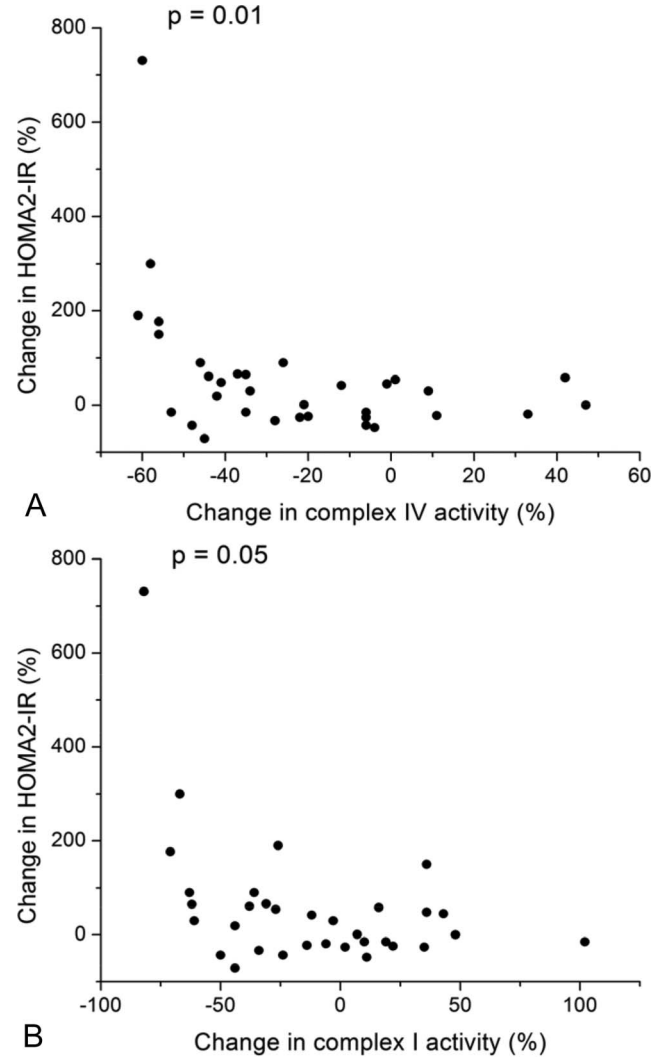 p = 0.01
800
600
400
200
0
Change in HOMA2-IR (%)
-60 -40 -20 0 20 40 60
A
Change in complex IV activity (%)
p = 0.05
800
600
400
200
0
Change in HOMA2-IR (%)
-100 -50 0 50 100
B
Change in complex I activity (%)